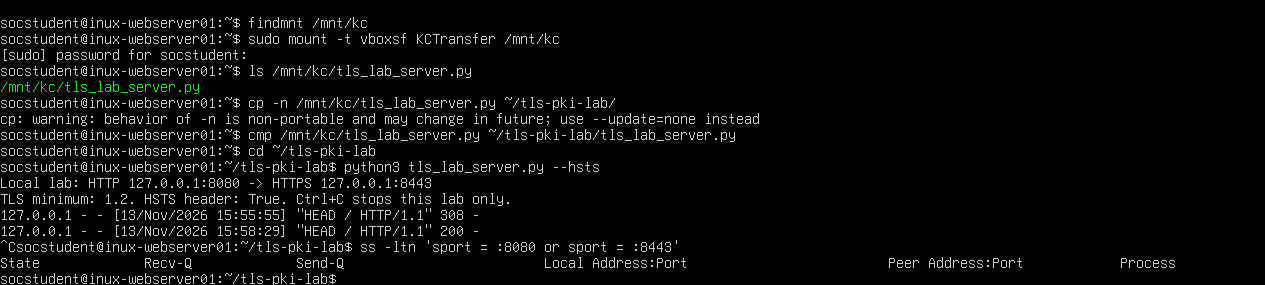 socstudent@inux-webserver01:~$ findmnt /mnt/kc
socstudent@inux-webserver01:~$ sudo mount -t vboxsf KCTransfer /mnt/kc
[sudo] password for socstudent:
socstudent@inux-webserver01:~$ ls /mnt/kc/tls_lab_server.py
/mnt/kc/tls_lab_server.py
socstudent@inux-webserver01:~$ cp -n /mnt/kc/tls_lab_server.py ~/tls-pki-lab/
cp: warning: behavior of -n is non-portable and may change in future; use --update=none instead
socstudent@inux-webserver01:~$ cmp /mnt/kc/tls_lab_server.py ~/tls-pki-lab/tls_lab_server.py
socstudent@inux-webserver01:~$ cd ~/tls-pki-lab
socstudent@inux-webserver01:~/tls-pki-lab$ python3 tls_lab_server.py --hsts
Local lab: HTTP 127.0.0.1:8080 -> HTTPS 127.0.0.1:8443
TLS minimum: 1.2. HSTS header: True. Ctrl+C stops this lab only.
127.0.0.1 - - [13/Nov/2026 15:55:55] "HEAD / HTTP/1.1" 308 -
127.0.0.1 - - [13/Nov/2026 15:58:29] "HEAD / HTTP/1.1" 200 -
^Csocstudent@inux-webserver01:~/tls-pki-lab$ ss -ltn 'sport = :8080 or sport = :8443'
State Recv-Q Send-Q Local Address:Port Peer Address:Port Process
socstudent@inux-webserver01:~/tls-pki-lab$